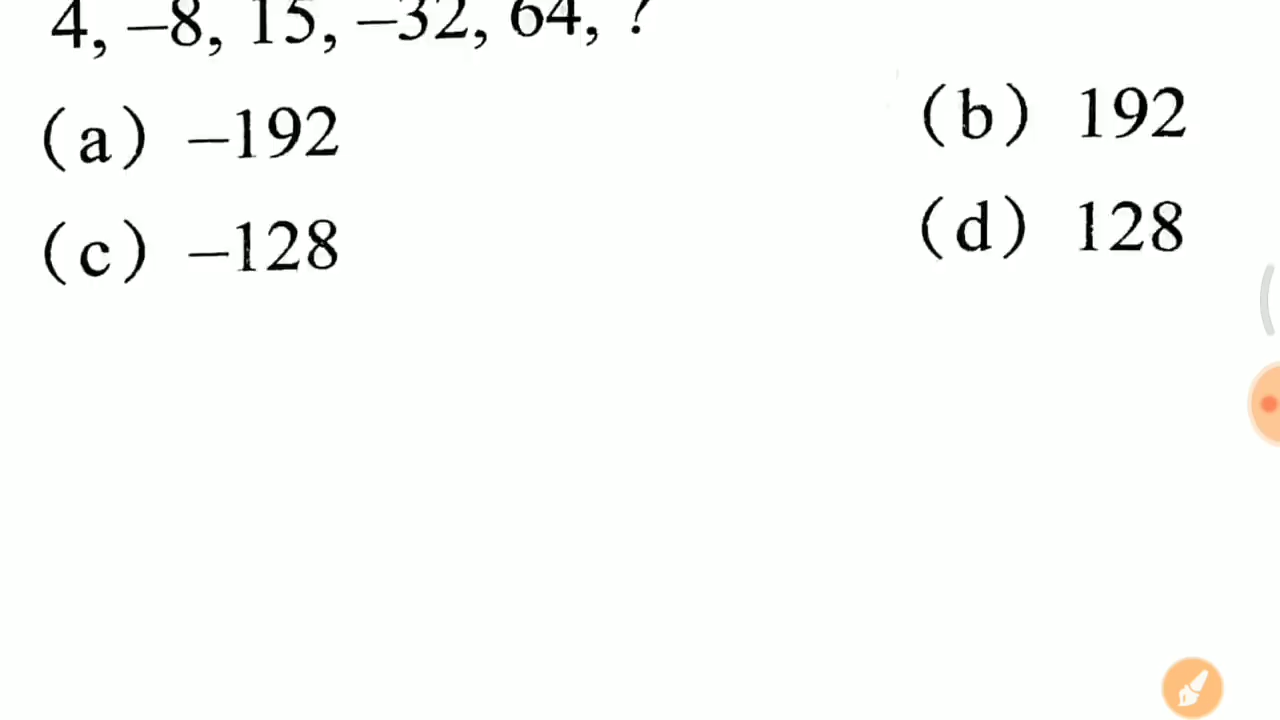 4, –8, 15, –32, 64, ?
(a) –192
(b) 192
(c) –128
(d) 128